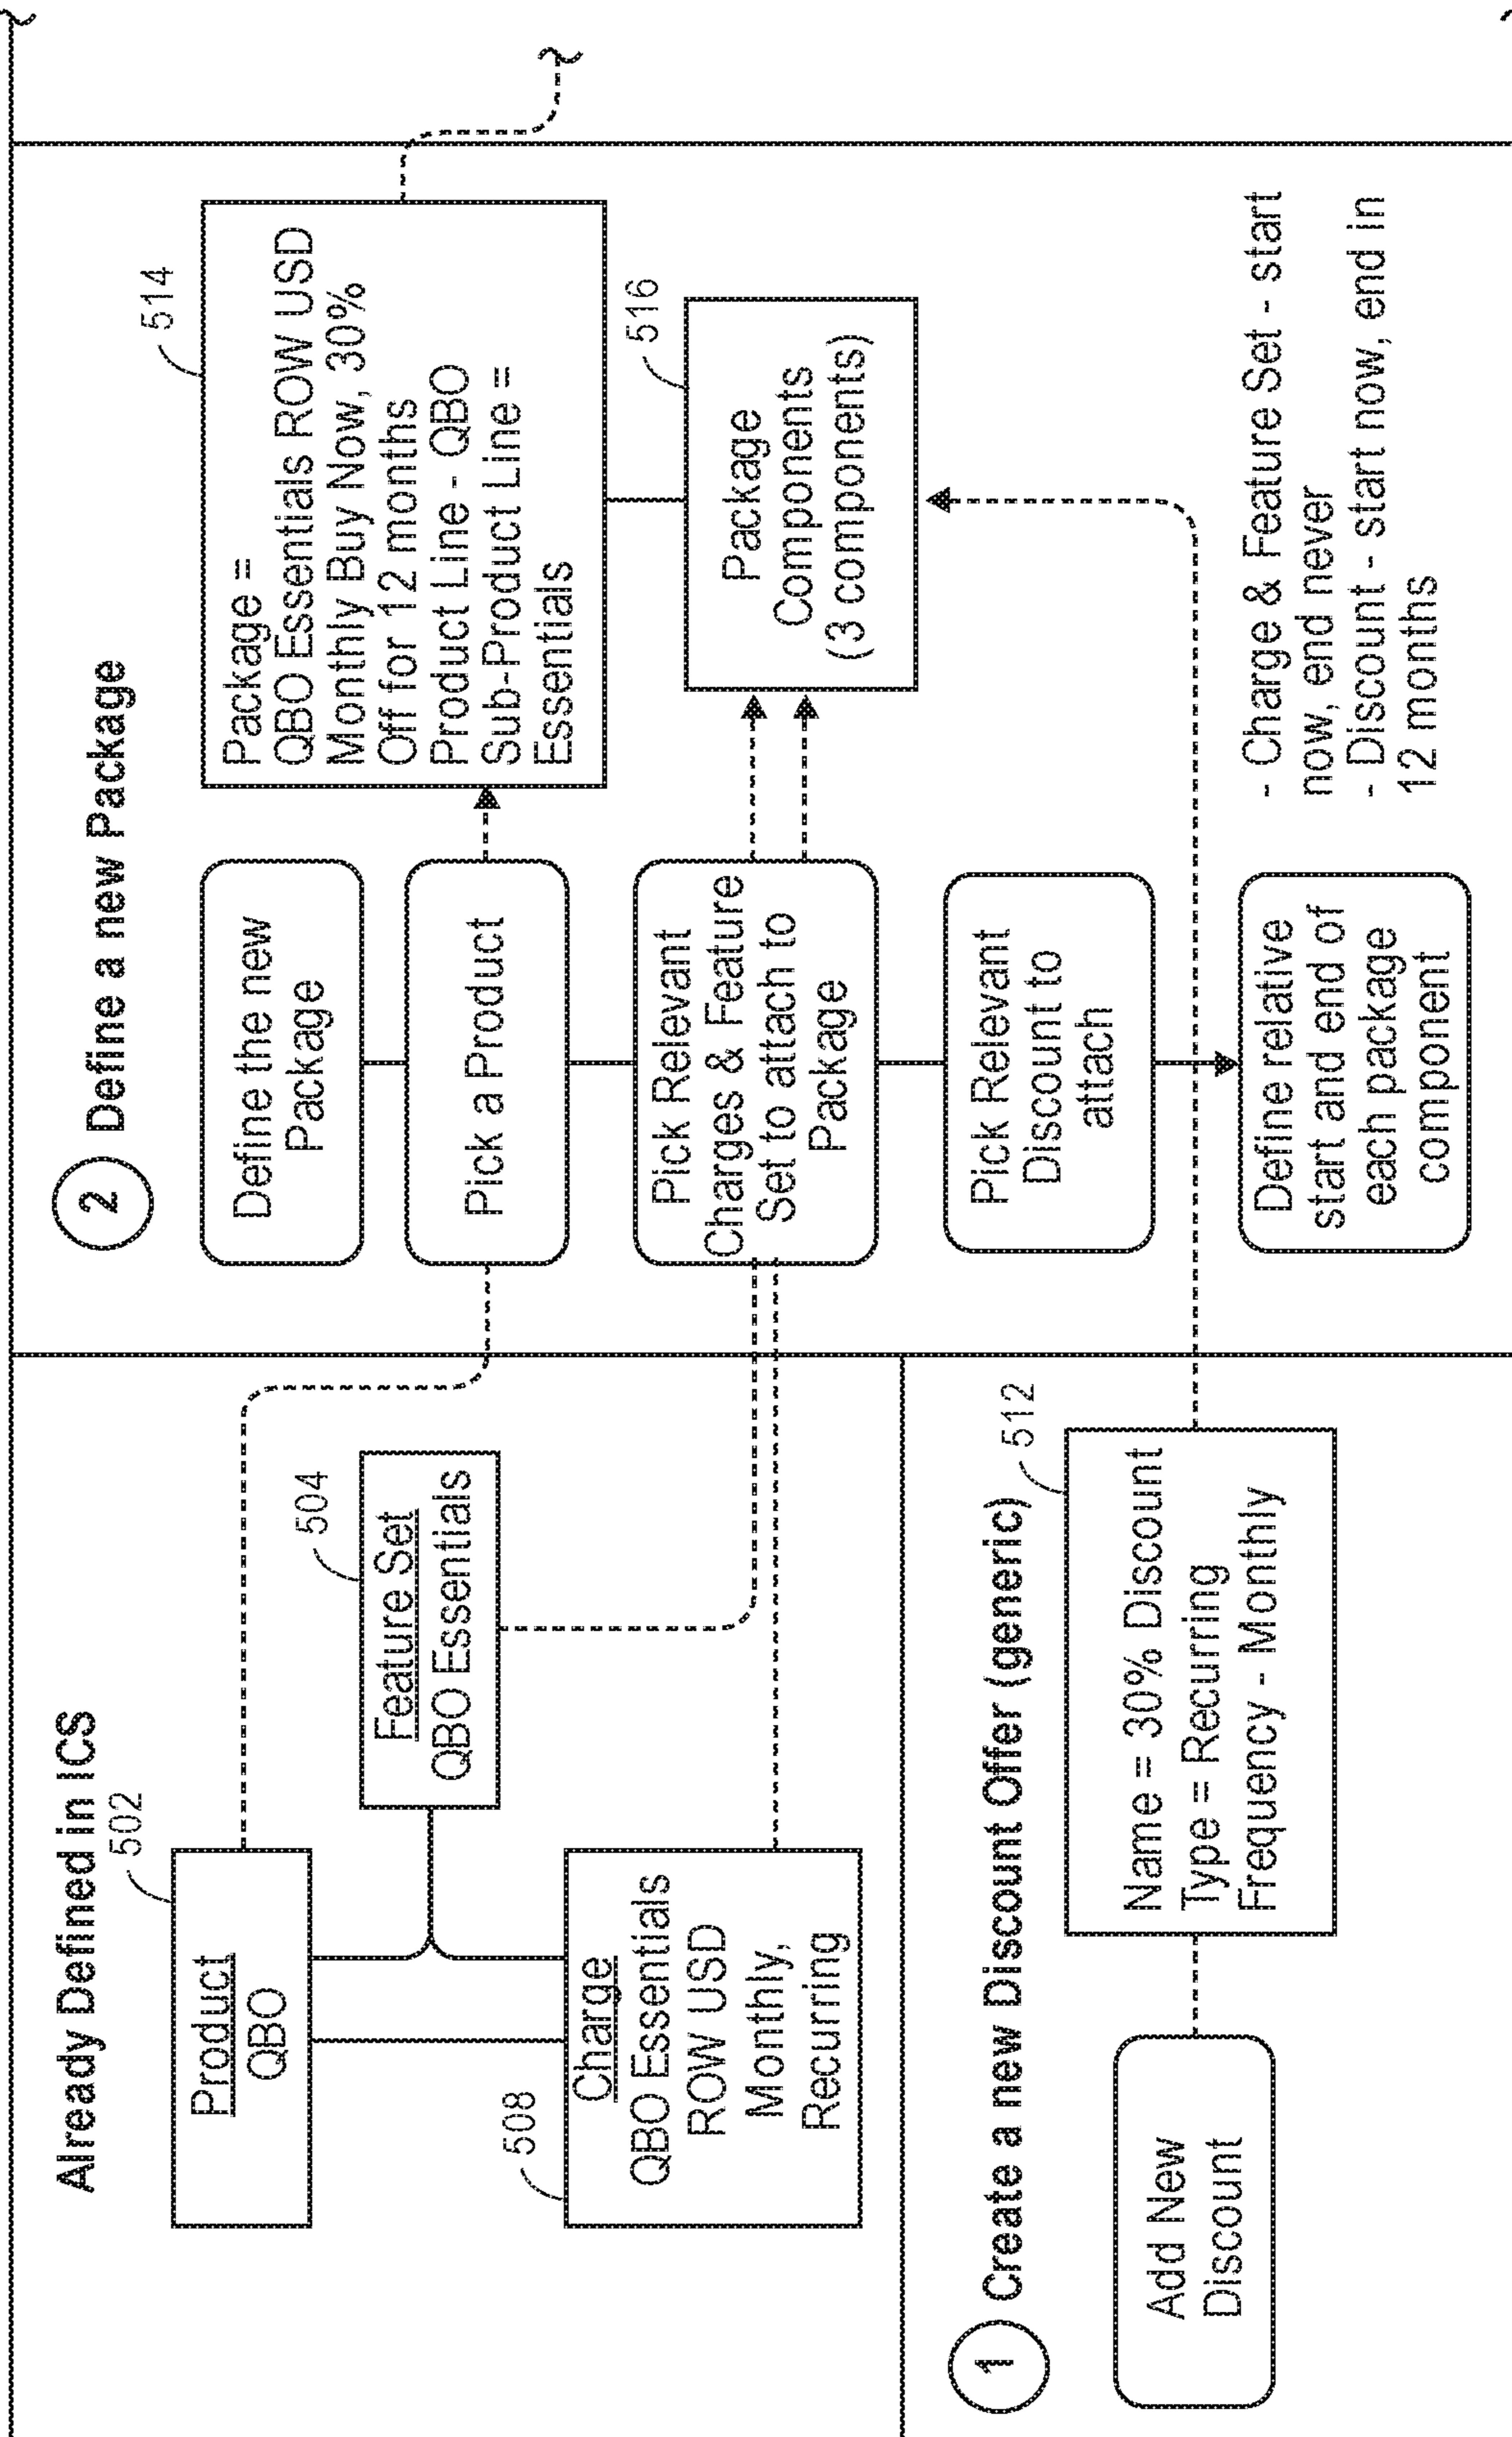 Already Defined in ICS
502
Product
QBO
504
Feature Set
QBO Essentials
508
Charge
QBO Essentials
ROW USD
Monthly,
Recurring
1
Create a new Discount Offer (generic)
Add New
Discount
512
Name = 30% Discount
Type = Recurring
Frequency - Monthly
2
Define a new Package
Define the new
Package
Pick a Product
Pick Relevant
Charges & Feature
Set to attach to
Package
Pick Relevant
Discount to
attach
Define relative
start and end of
each package
component
514
Package =
QBO Essentials ROW USD
Monthly Buy Now, 30%
Off for 12 months
Product Line - QBO
Sub-Product Line =
Essentials
516
Package
Components
(3 components)
- Charge & Feature Set - start
now, end never
- Discount - start now, end in
12 months